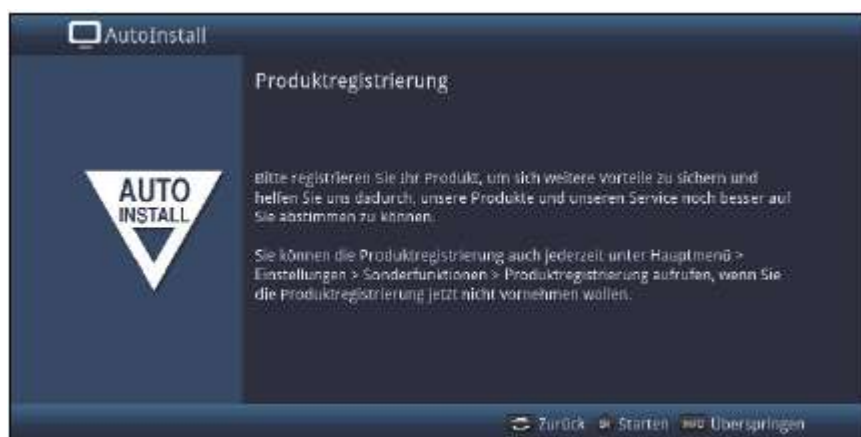 AutoInstall
Produktregistrierung
AUTO
INSTALL
Bitte registrieren Sie Ihr Produkt, um sich weitere Vorteile zu sichern und
helfen Sie uns dadurch, unsere Produkte und unseren Service noch besser auf
Sie abstimmen zu können.
Sie können die Produktregistrierung auch jederzeit unter Hauptmenü >
Einstellungen > Sonderfunktionen > Produktregistrierung aufrufen, wenn Sie
die Produktregistrierung jetzt nicht vornehmen wollen.
Zurück OK Starten Überspringen